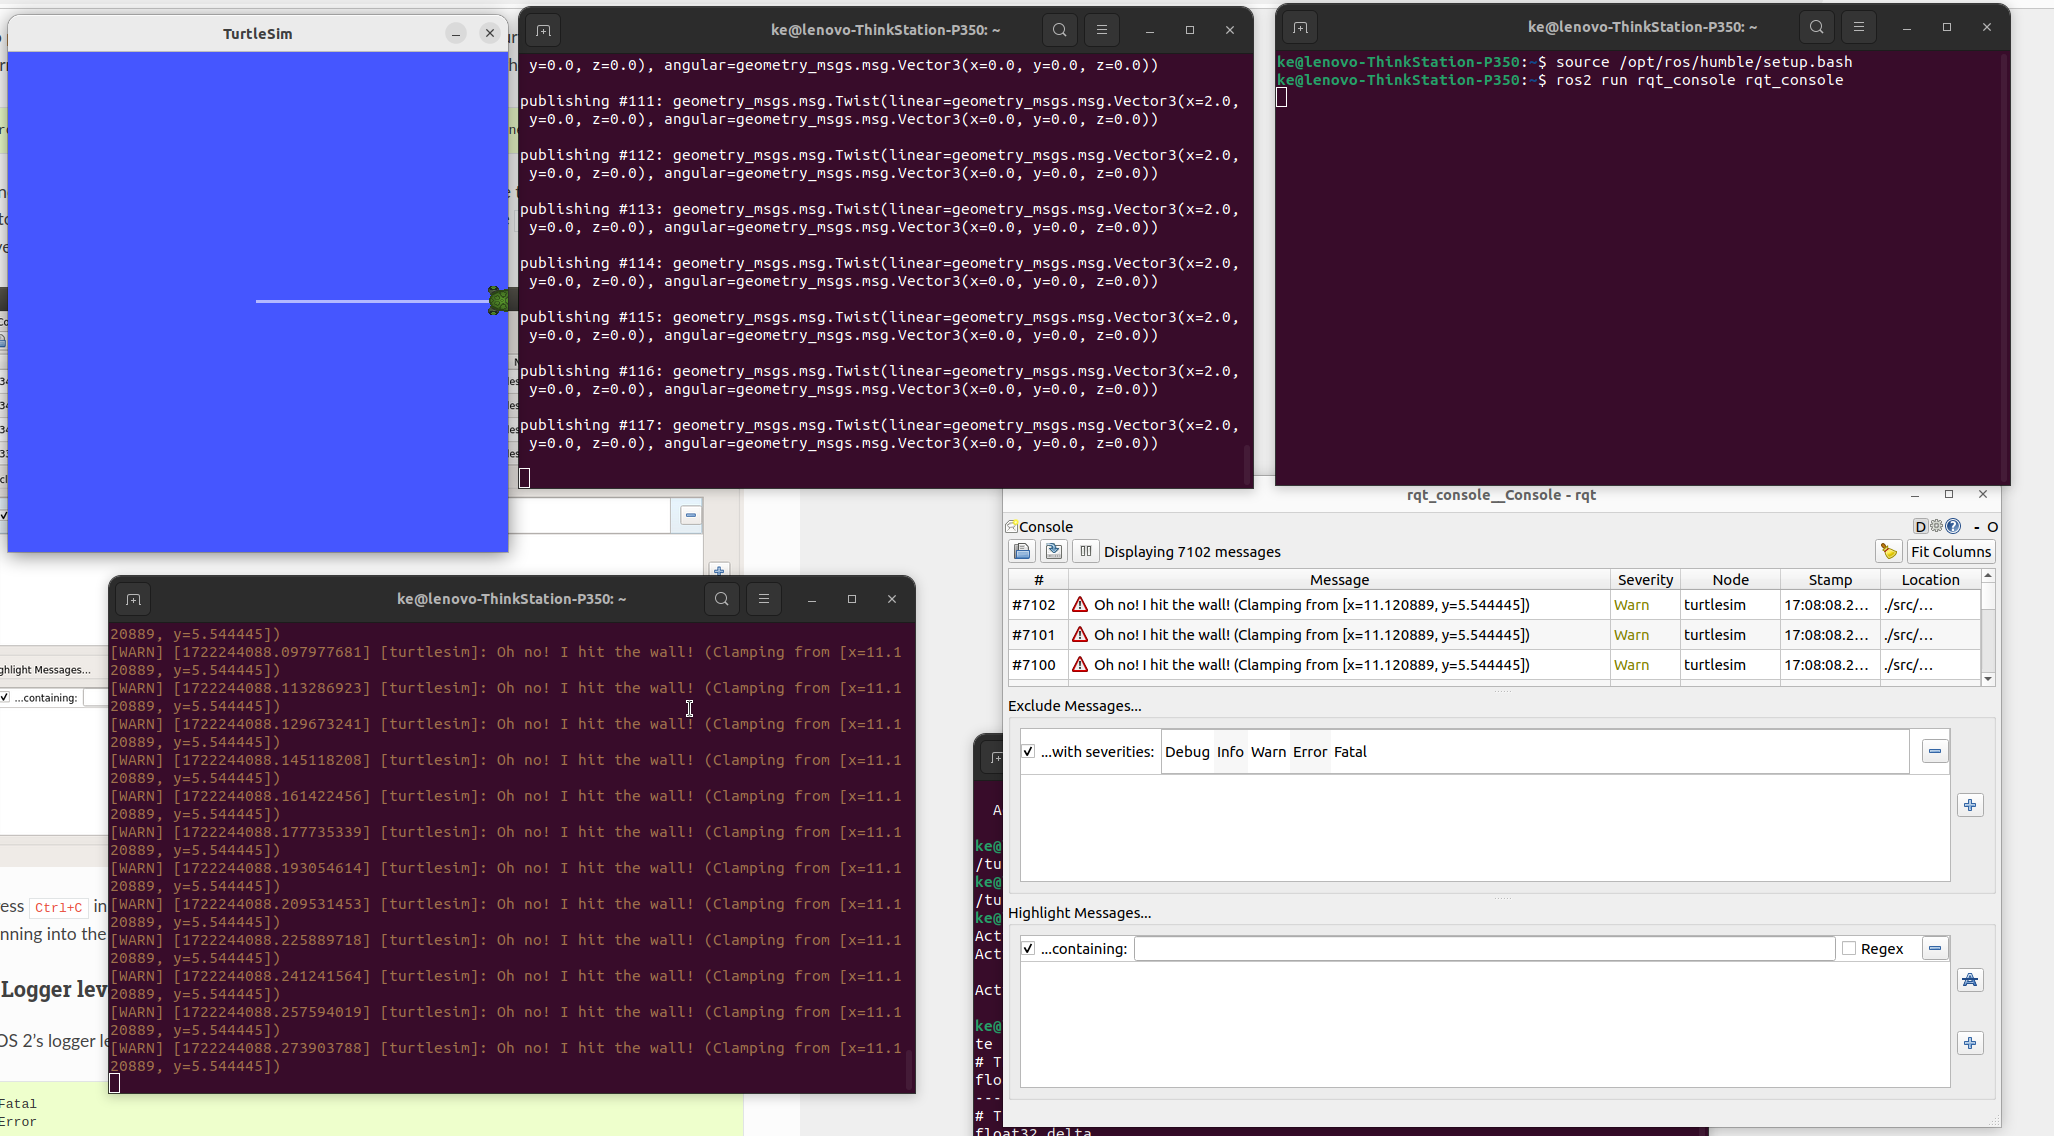 TurtleSim
ke@lenovo-ThinkStation-P350: ~
y=0.0, z=0.0), angular=geometry_msgs.msg.Vector3(x=0.0, y=0.0, z=0.0))
publishing #111: geometry_msgs.msg.Twist(linear=geometry_msgs.msg.Vector3(x=2.0,
y=0.0, z=0.0), angular=geometry_msgs.msg.Vector3(x=0.0, y=0.0, z=0.0))
publishing #112: geometry_msgs.msg.Twist(linear=geometry_msgs.msg.Vector3(x=2.0,
y=0.0, z=0.0), angular=geometry_msgs.msg.Vector3(x=0.0, y=0.0, z=0.0))
publishing #113: geometry_msgs.msg.Twist(linear=geometry_msgs.msg.Vector3(x=2.0,
y=0.0, z=0.0), angular=geometry_msgs.msg.Vector3(x=0.0, y=0.0, z=0.0))
publishing #114: geometry_msgs.msg.Twist(linear=geometry_msgs.msg.Vector3(x=2.0,
y=0.0, z=0.0), angular=geometry_msgs.msg.Vector3(x=0.0, y=0.0, z=0.0))
publishing #115: geometry_msgs.msg.Twist(linear=geometry_msgs.msg.Vector3(x=2.0,
y=0.0, z=0.0), angular=geometry_msgs.msg.Vector3(x=0.0, y=0.0, z=0.0))
publishing #116: geometry_msgs.msg.Twist(linear=geometry_msgs.msg.Vector3(x=2.0,
y=0.0, z=0.0), angular=geometry_msgs.msg.Vector3(x=0.0, y=0.0, z=0.0))
publishing #117: geometry_msgs.msg.Twist(linear=geometry_msgs.msg.Vector3(x=2.0,
y=0.0, z=0.0), angular=geometry_msgs.msg.Vector3(x=0.0, y=0.0, z=0.0))
ke@lenovo-ThinkStation-P350: ~
ke@lenovo-ThinkStation-P350:~$ source /opt/ros/humble/setup.bash
ke@lenovo-ThinkStation-P350:~$ ros2 run rqt_console rqt_console
ke@lenovo-ThinkStation-P350: ~
20889, y=5.544445])
[WARN] [1722244088.097977681] [turtlesim]: Oh no! I hit the wall! (Clamping from [x=11.1
20889, y=5.544445])
[WARN] [1722244088.113286923] [turtlesim]: Oh no! I hit the wall! (Clamping from [x=11.1
20889, y=5.544445])
[WARN] [1722244088.129673241] [turtlesim]: Oh no! I hit the wall! (Clamping from [x=11.1
20889, y=5.544445])
[WARN] [1722244088.145118208] [turtlesim]: Oh no! I hit the wall! (Clamping from [x=11.1
20889, y=5.544445])
[WARN] [1722244088.161422456] [turtlesim]: Oh no! I hit the wall! (Clamping from [x=11.1
20889, y=5.544445])
[WARN] [1722244088.177735339] [turtlesim]: Oh no! I hit the wall! (Clamping from [x=11.1
20889, y=5.544445])
[WARN] [1722244088.193054614] [turtlesim]: Oh no! I hit the wall! (Clamping from [x=11.1
20889, y=5.544445])
[WARN] [1722244088.209531453] [turtlesim]: Oh no! I hit the wall! (Clamping from [x=11.1
20889, y=5.544445])
[WARN] [1722244088.225889718] [turtlesim]: Oh no! I hit the wall! (Clamping from [x=11.1
20889, y=5.544445])
[WARN] [1722244088.241241564] [turtlesim]: Oh no! I hit the wall! (Clamping from [x=11.1
20889, y=5.544445])
[WARN] [1722244088.257594019] [turtlesim]: Oh no! I hit the wall! (Clamping from [x=11.1
20889, y=5.544445])
[WARN] [1722244088.273903788] [turtlesim]: Oh no! I hit the wall! (Clamping from [x=11.1
20889, y=5.544445])
rqt_console__Console - rqt
Console D - O
Displaying 7102 messages Fit Columns
# Message Severity Node Stamp Location
#7102 Oh no! I hit the wall! (Clamping from [x=11.120889, y=5.544445]) Warn turtlesim 17:08:08.2... ./src/...
#7101 Oh no! I hit the wall! (Clamping from [x=11.120889, y=5.544445]) Warn turtlesim 17:08:08.2... ./src/...
#7100 Oh no! I hit the wall! (Clamping from [x=11.120889, y=5.544445]) Warn turtlesim 17:08:08.2... ./src/...
Exclude Messages...
...with severities: Debug Info Warn Error Fatal
Highlight Messages...
...containing: Regex
ghlight Messages...
...containing:
ess Ctrl+C in
nning into the
Logger lev
OS 2's logger le
Fatal
Error
A
ke@
/tu
ke@
/tu
ke@
Act
Act
Act
ke@
te
# T
flo
---
# T
float32 delta